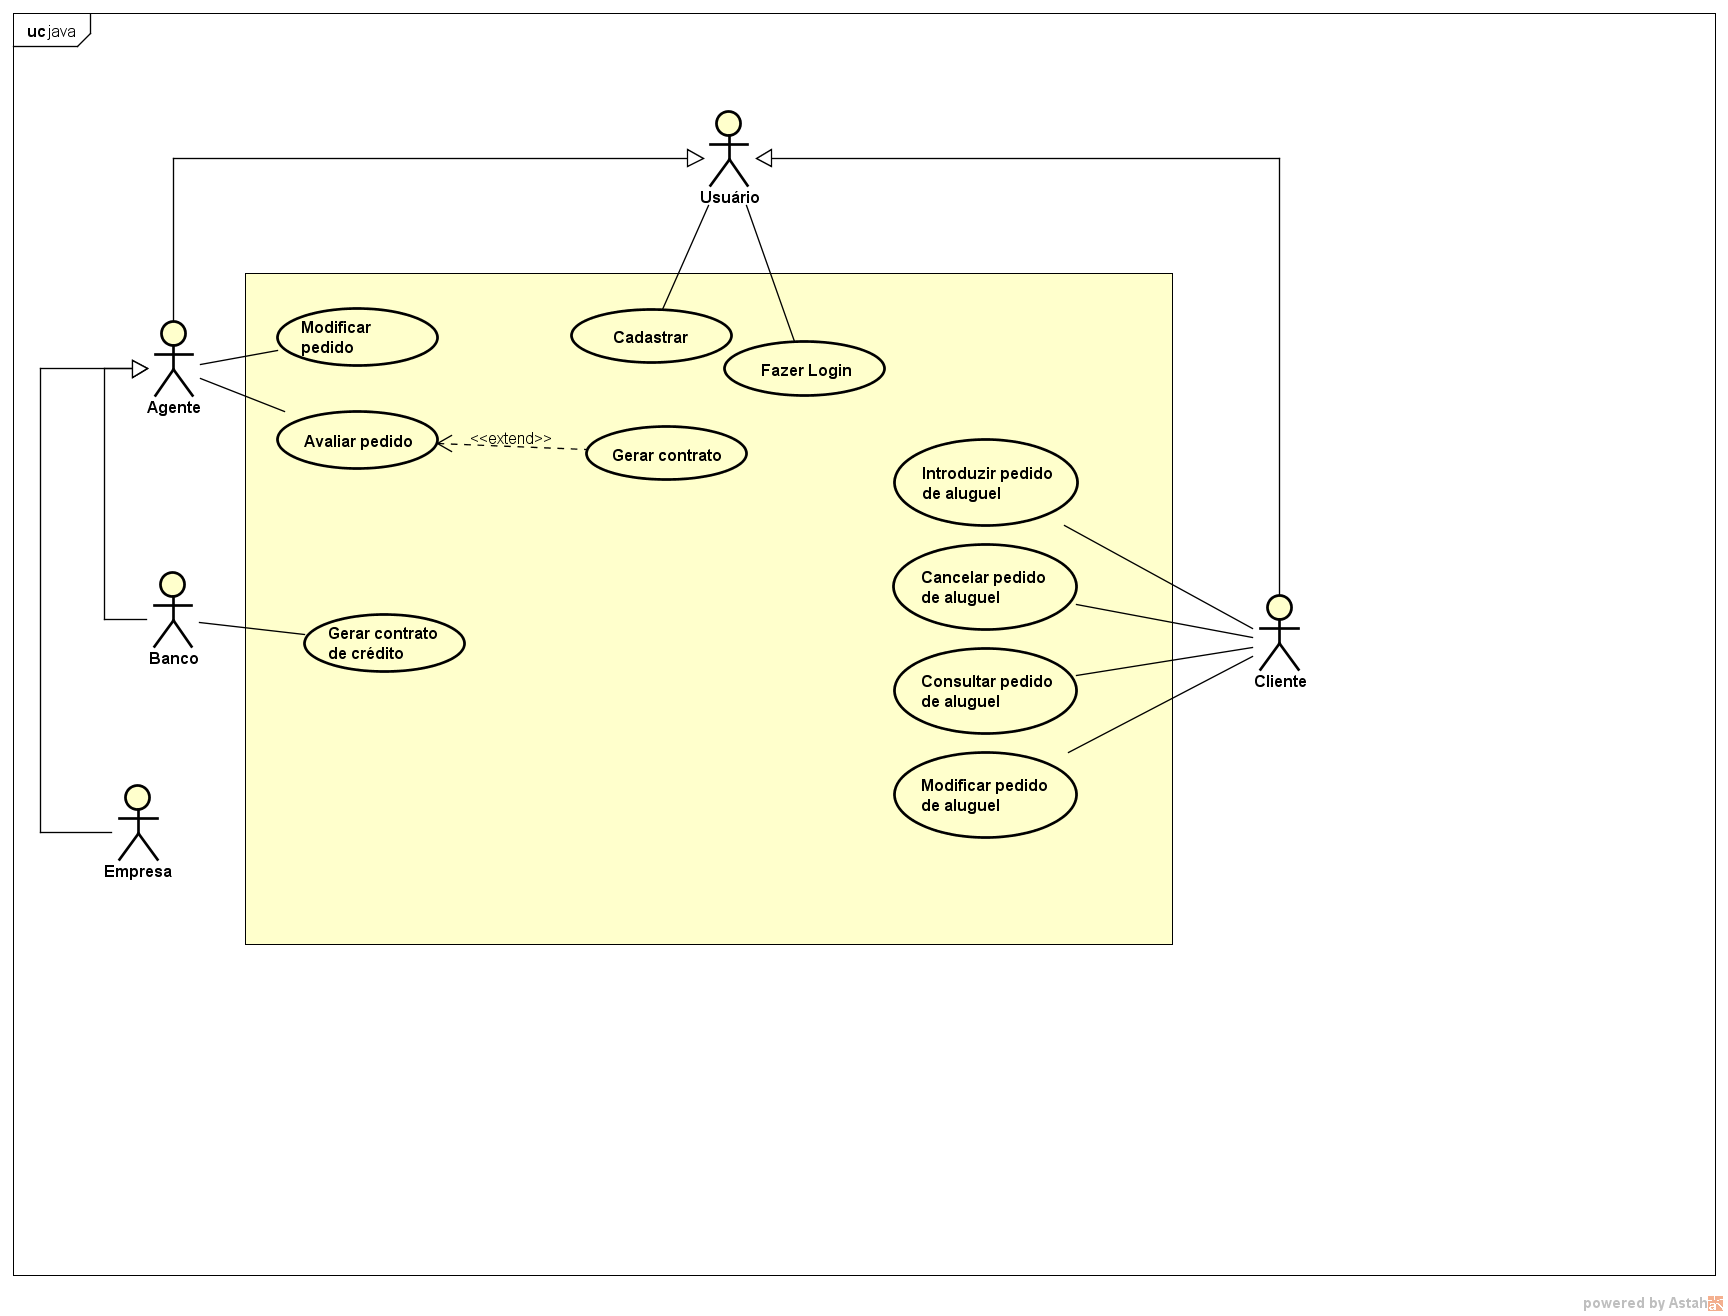 uc java
Usuário
Modificar
pedido
Cadastrar
Fazer Login
Agente
Avaliar pedido
<<extend>>
Gerar contrato
Introduzir pedido
de aluguel
Cancelar pedido
de aluguel
Banco
Gerar contrato
de crédito
Consultar pedido
de aluguel
Cliente
Modificar pedido
de aluguel
Empresa
powered by Astah